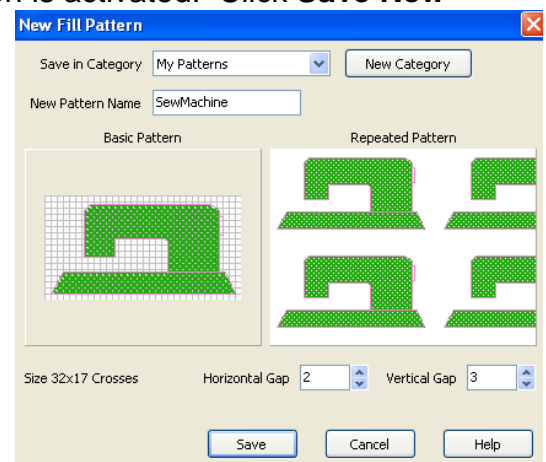 n is activated. Click Save New
New Fill Pattern
Save in Category My Patterns New Category
New Pattern Name SewMachine
Basic Pattern Repeated Pattern
Size 32x17 Crosses Horizontal Gap 2 Vertical Gap 3
Save Cancel Help